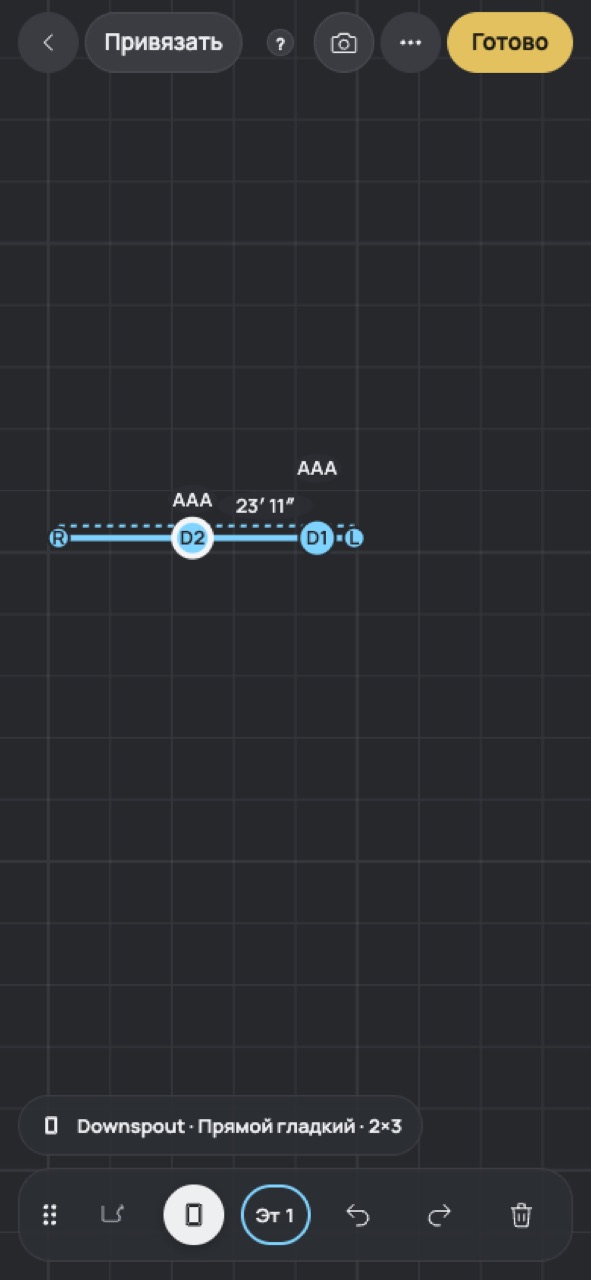 Привязать
?
Готово
AAA
AAA
23′ 11″
R
D2
D1
L
Downspout · Прямой гладкий · 2×3
Эт 1